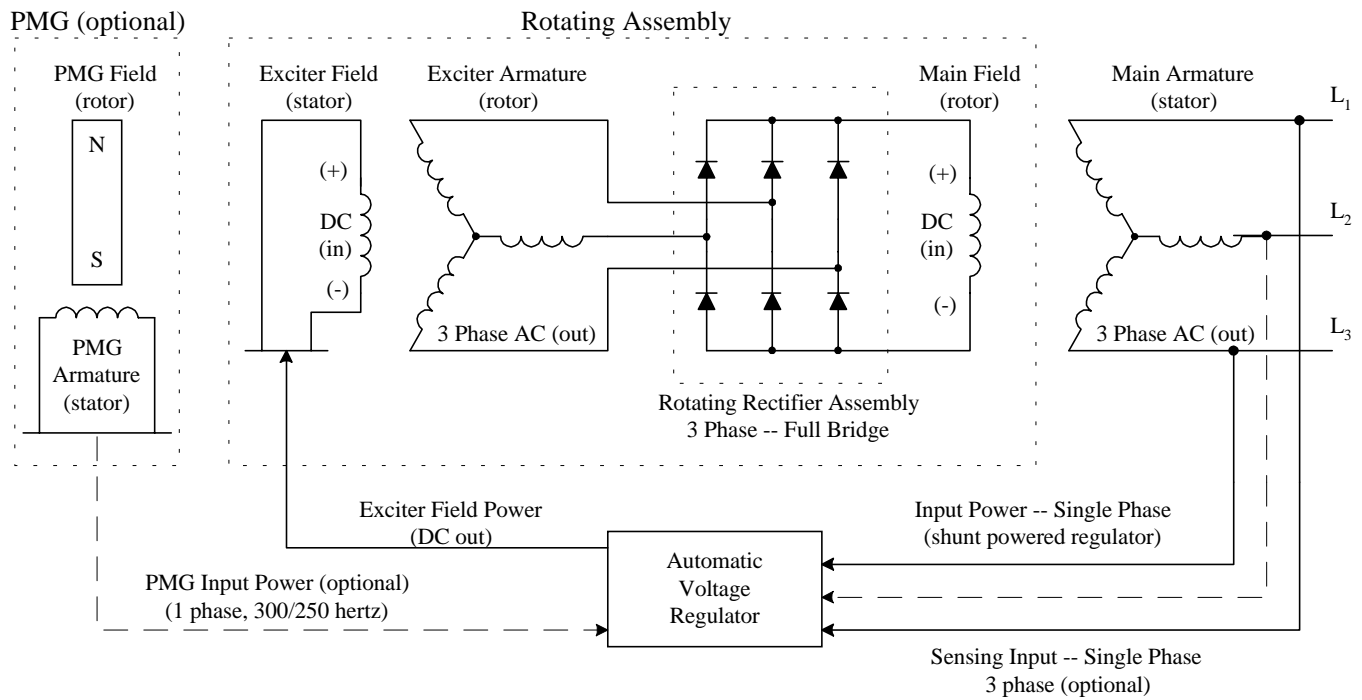 PMG (optional)
Rotating Assembly
PMG Field
(rotor)
N
S
PMG
Armature
(stator)
Exciter Field
(stator)
(+)
DC
(in)
(-)
Exciter Armature
(rotor)
3 Phase AC (out)
Rotating Rectifier Assembly
3 Phase -- Full Bridge
Main Field
(rotor)
(+)
DC
(in)
(-)
Main Armature
(stator)
3 Phase AC (out)
L1
L2
L3
Exciter Field Power
(DC out)
PMG Input Power (optional)
(1 phase, 300/250 hertz)
Automatic
Voltage
Regulator
Input Power -- Single Phase
(shunt powered regulator)
Sensing Input -- Single Phase
3 phase (optional)